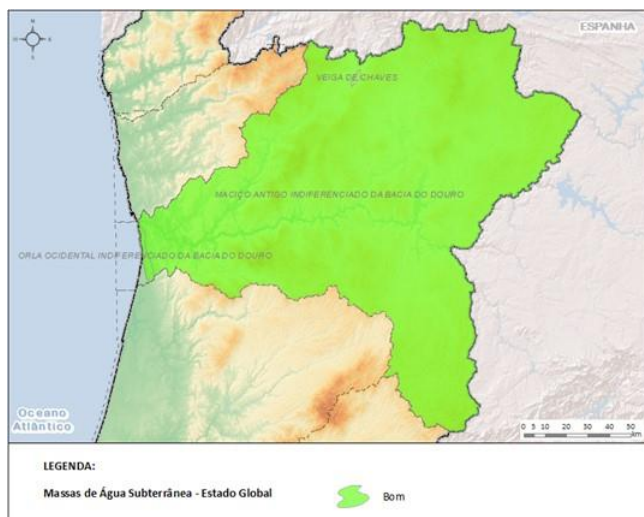 N
ESPANHA
VEIGA DE CHAVES
MACIÇO ANTIGO INDIFERENCIADO DA BACIA DO DOURO
ORLA OCIDENTAL INDIFERENCIADO DA BACIA DO DOURO
Oceano
Atlântico
0 5 10 20 30 40 50
km
LEGENDA:
Massas de Água Subterrânea - Estado Global
Bom